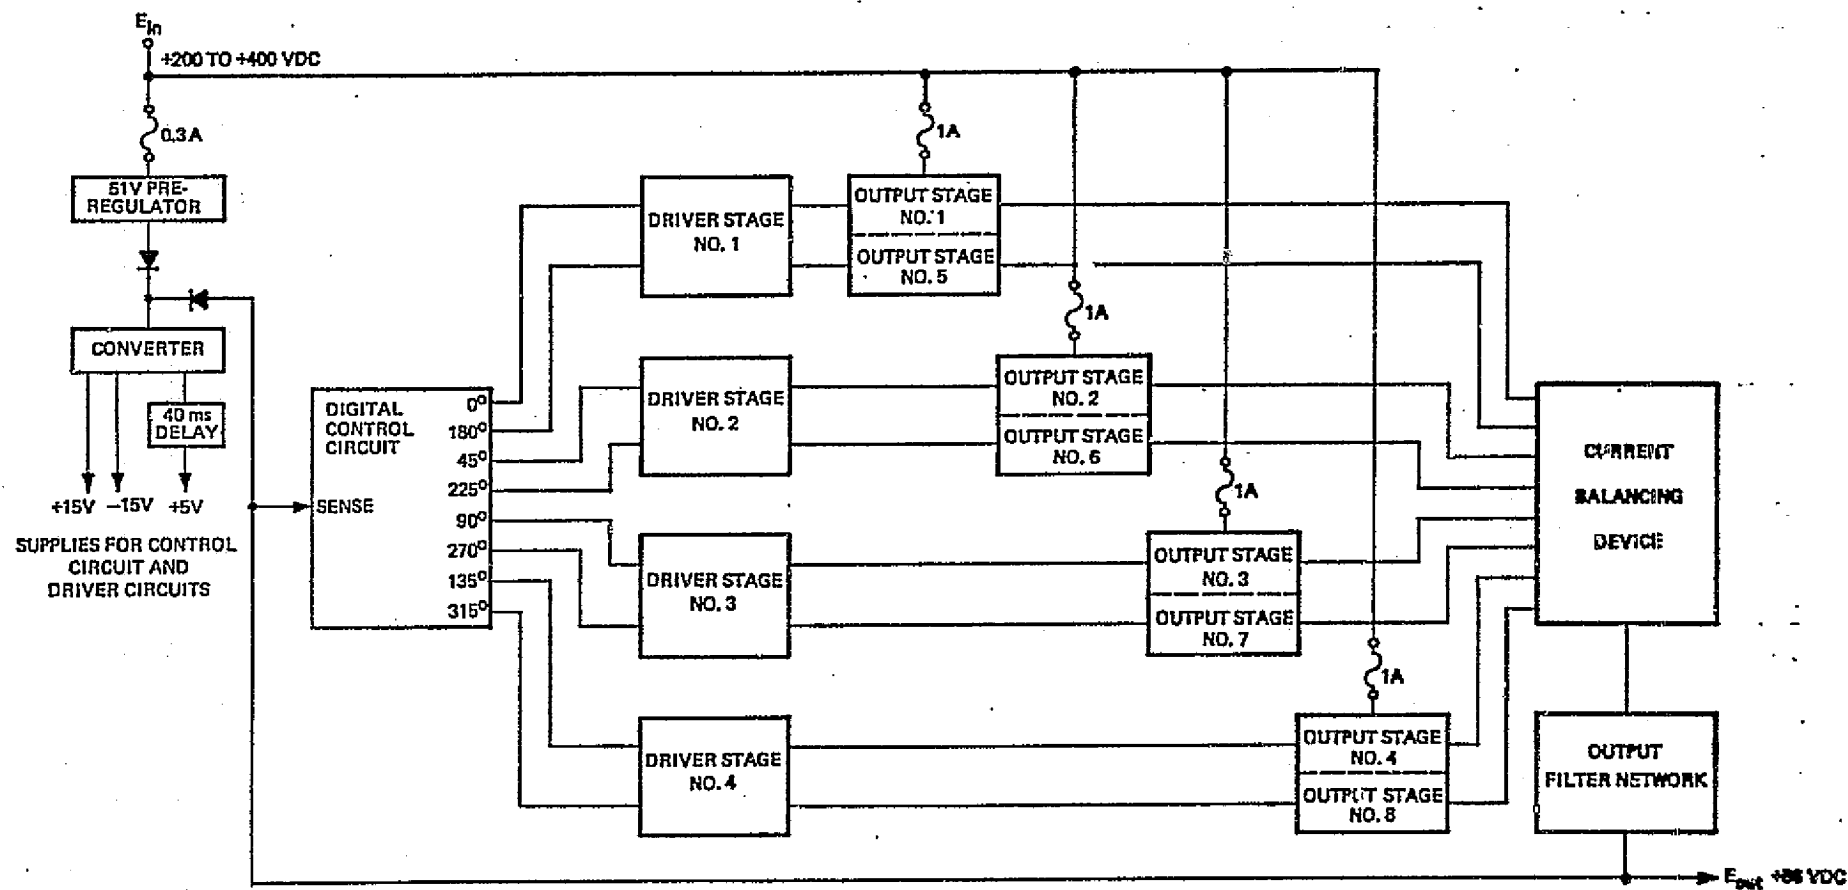 Ein
+200 TO +400 VDC
0.3A
1A
51V PRE-
REGULATOR
DRIVER STAGE
NO. 1
OUTPUT STAGE
NO. 1
OUTPUT STAGE
NO. 5
1A
CONVERTER
40 ms
DELAY
+15V
−15V
+5V
SUPPLIES FOR CONTROL
CIRCUIT AND
DRIVER CIRCUITS
DIGITAL
CONTROL
CIRCUIT
SENSE
0°
180°
45°
225°
90°
270°
135°
315°
DRIVER STAGE
NO. 2
OUTPUT STAGE
NO. 2
OUTPUT STAGE
NO. 6
1A
DRIVER STAGE
NO. 3
OUTPUT STAGE
NO. 3
OUTPUT STAGE
NO. 7
1A
DRIVER STAGE
NO. 4
OUTPUT STAGE
NO. 4
OUTPUT STAGE
NO. 8
CURRENT
BALANCING
DEVICE
OUTPUT
FILTER NETWORK
Eout VDC